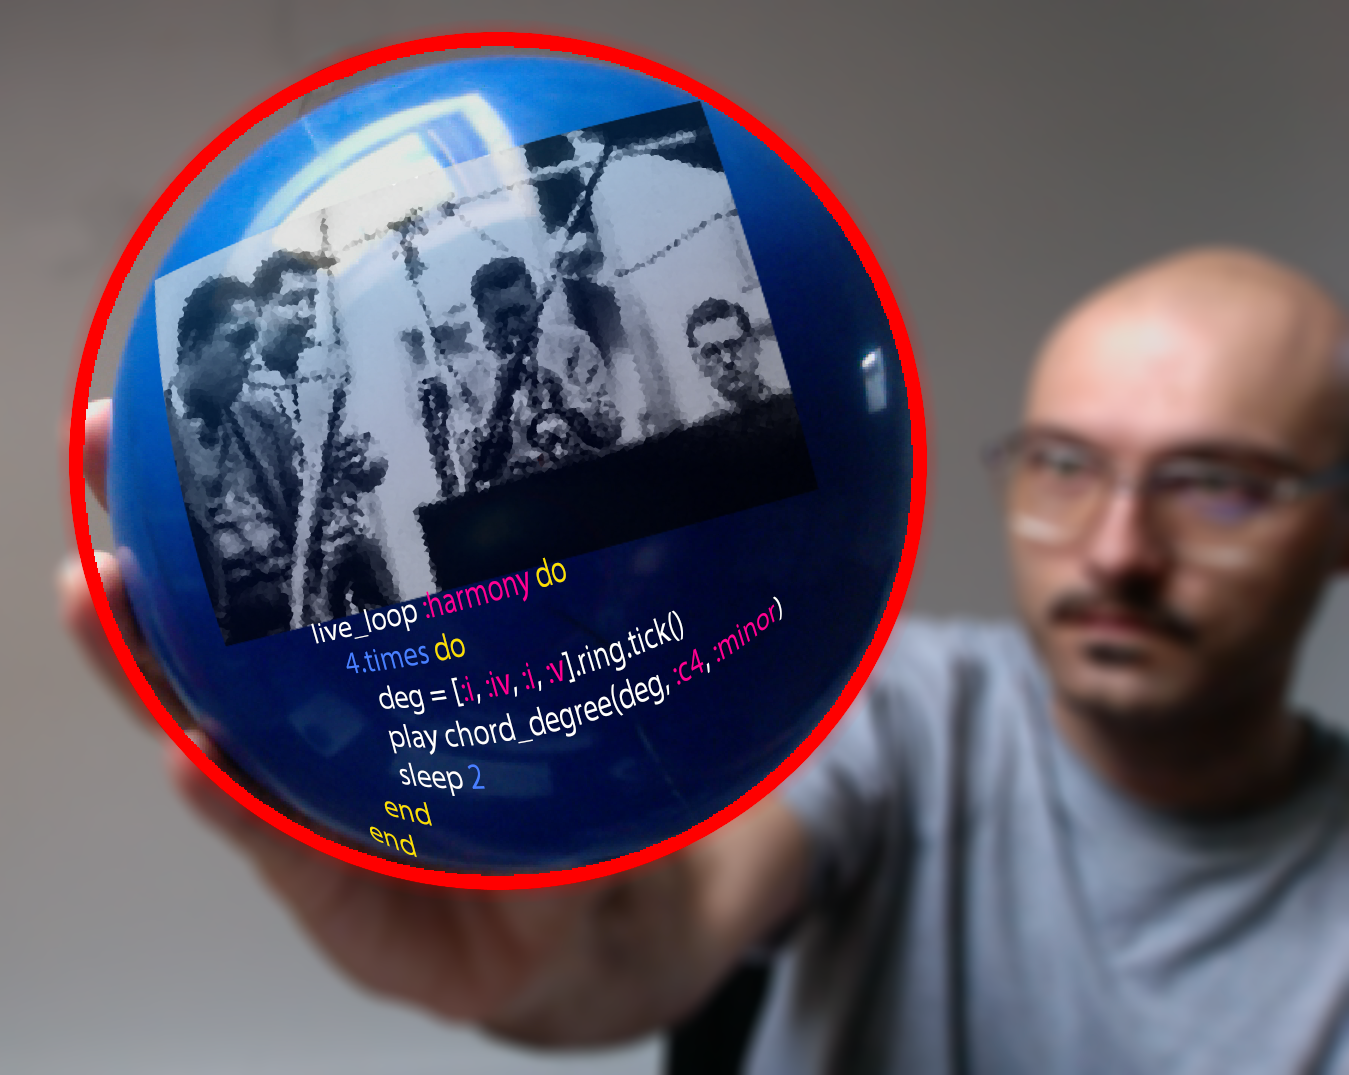 live_loop :harmony do
4.times do
deg = [:i, :iv, :i, :v].ring.tick()
play chord_degree(deg, :c4, :minor)
sleep 2
end
end